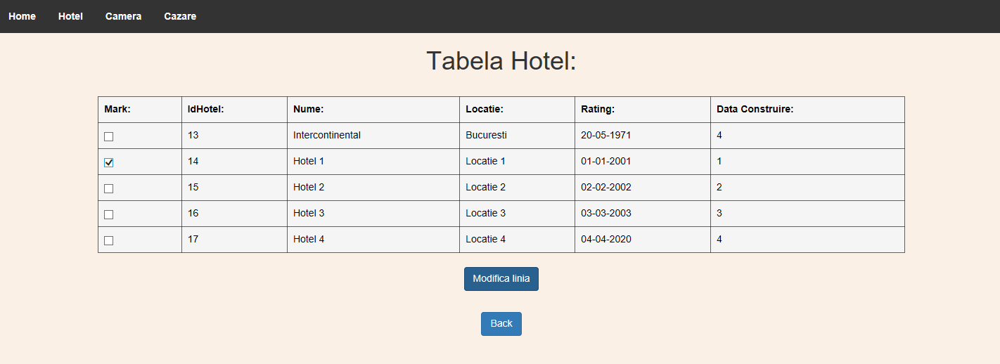 Home Hotel Camera Cazare
Tabela Hotel:
Mark: IdHotel: Nume: Locatie: Rating: Data Construire:
13 Intercontinental Bucuresti 20-05-1971 4
14 Hotel 1 Locatie 1 01-01-2001 1
15 Hotel 2 Locatie 2 02-02-2002 2
16 Hotel 3 Locatie 3 03-03-2003 3
17 Hotel 4 Locatie 4 04-04-2020 4
Modifica linia
Back